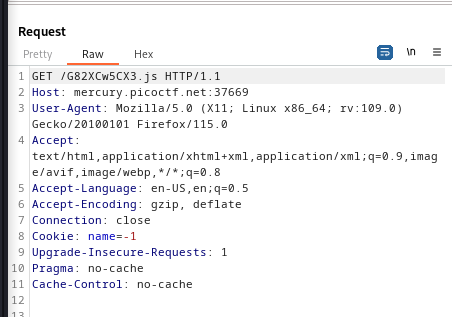 Request
Pretty Raw Hex \n
1 GET /G82XCw5CX3.js HTTP/1.1
2 Host: mercury.picoctf.net:37669
3 User-Agent: Mozilla/5.0 (X11; Linux x86_64; rv:109.0)
Gecko/20100101 Firefox/115.0
4 Accept:
text/html,application/xhtml+xml,application/xml;q=0.9,imag
e/avif,image/webp,*/*;q=0.8
5 Accept-Language: en-US,en;q=0.5
6 Accept-Encoding: gzip, deflate
7 Connection: close
8 Cookie: name=-1
9 Upgrade-Insecure-Requests: 1
10 Pragma: no-cache
11 Cache-Control: no-cache
12
13